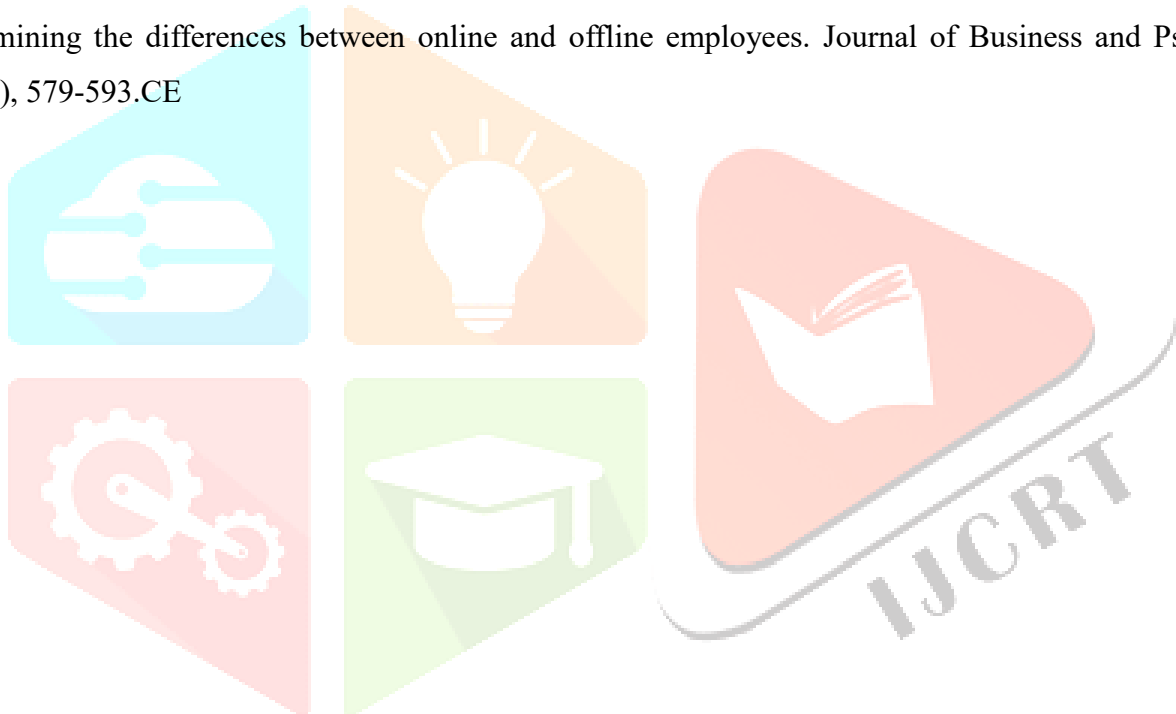 mining the differences between online and offline employees. Journal of Business and Ps
), 579-593.CE
IJCRT